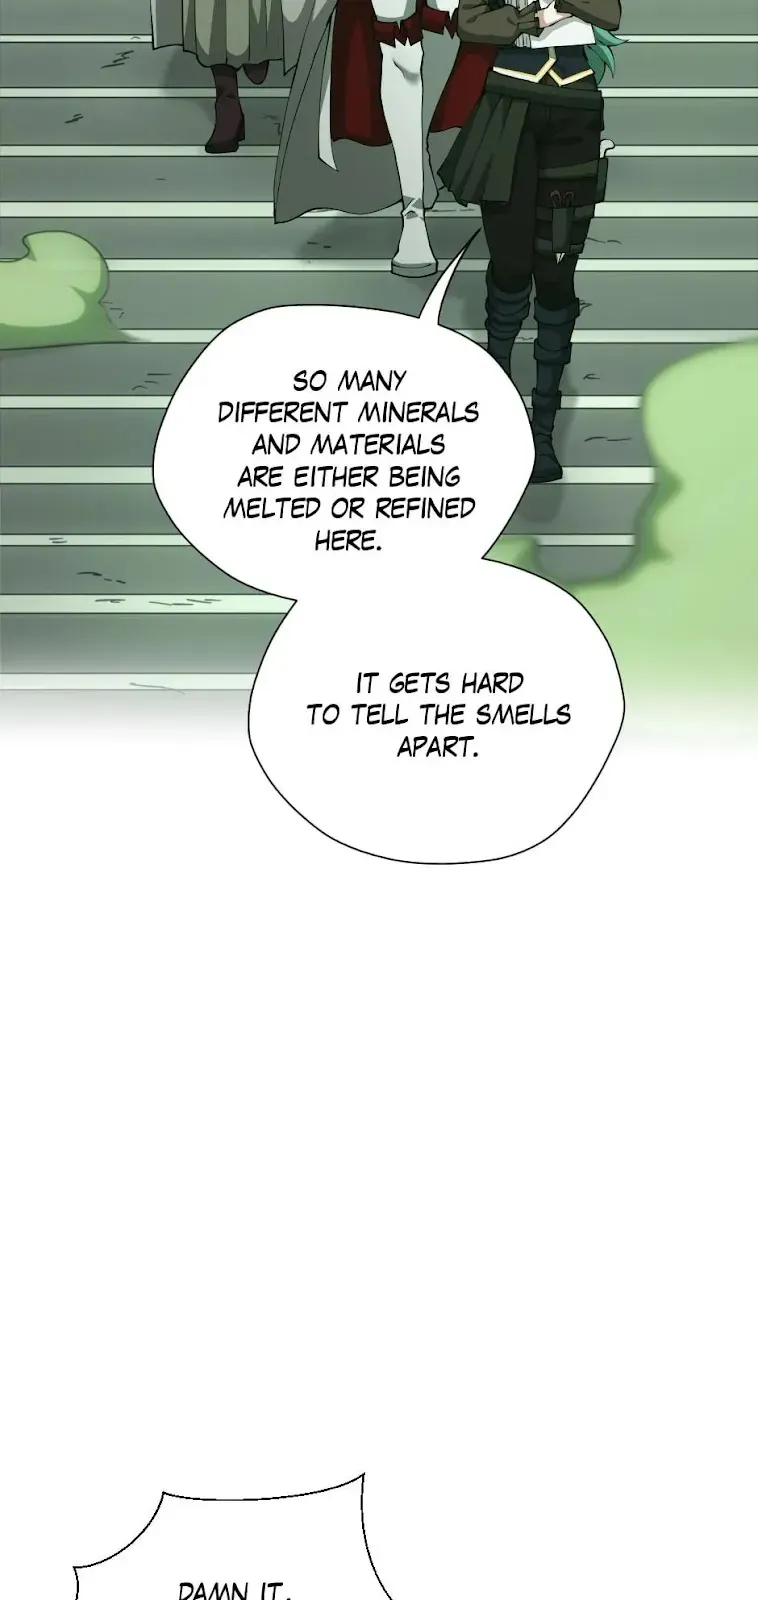 SO MANY
DIFFERENT MINERALS
AND MATERIALS
ARE EITHER BEING
MELTED OR REFINED
HERE.
IT GETS HARD
TO TELL THE SMELLS
APART.
DAMN IT,